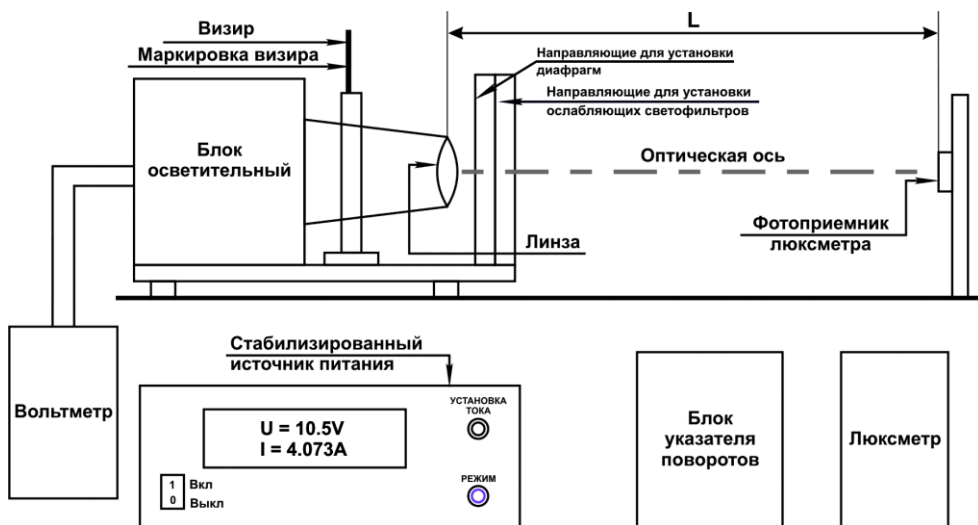 L
Визир
Маркировка визира
Направляющие для установки
диафрагм
Направляющие для установки
ослабляющих светофильтров
Блок
осветительный
Оптическая ось
Линза
Фотоприемник
люксметра
Стабилизированный
источник питания
Вольтметр
U = 10.5V
I = 4.073A
УСТАНОВКА
ТОКА
1 Вкл
0 Выкл
РЕЖИМ
Блок
указателя
поворотов
Люксметр